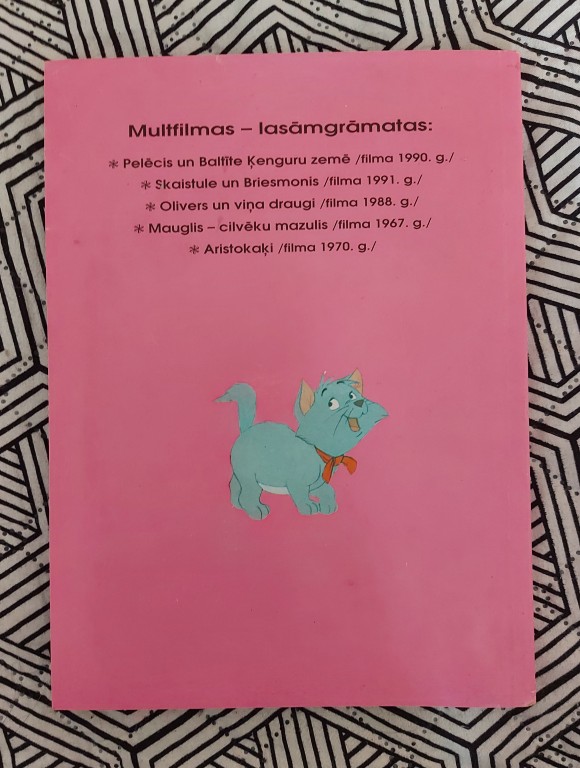 Multfilmas – lasāmgrāmatas:
✻ Pelēcis un Baltīte Ķenguru zemē /filma 1990. g./
✻ Skaistule un Briesmonis /filma 1991. g./
✻ Olivers un viņa draugi /filma 1988. g./
✻ Mauglis – cilvēku mazulis /filma 1967. g./
✻ Aristokaķi /filma 1970. g./